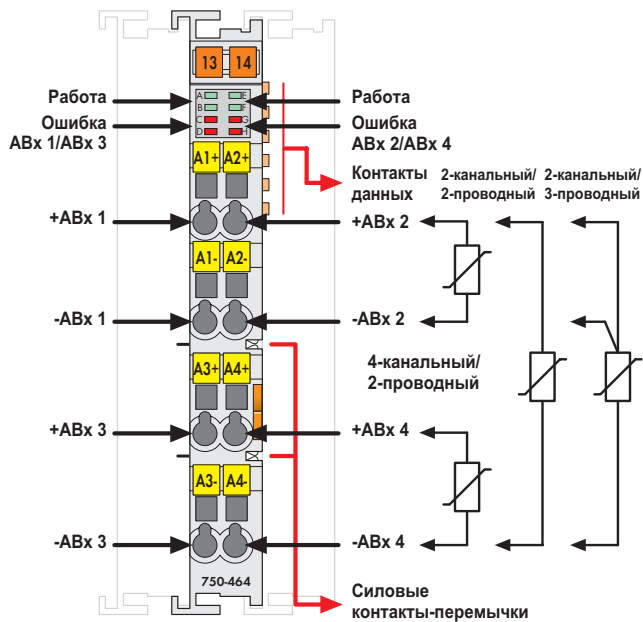 13 14
Работа
Ошибка
АВх 1/АВх 3
A E
B F
C G
D H
Работа
Ошибка
АВх 2/АВх 4
A1+ A2+
Контакты
данных
2-канальный/
2-проводный
2-канальный/
3-проводный
+АВх 1
+АВх 2
A1- A2-
-АВх 1
-АВх 2
4-канальный/
2-проводный
A3+ A4+
+АВх 3
+АВх 4
A3- A4-
-АВх 3
-АВх 4
750-464
Силовые
контакты-перемычки